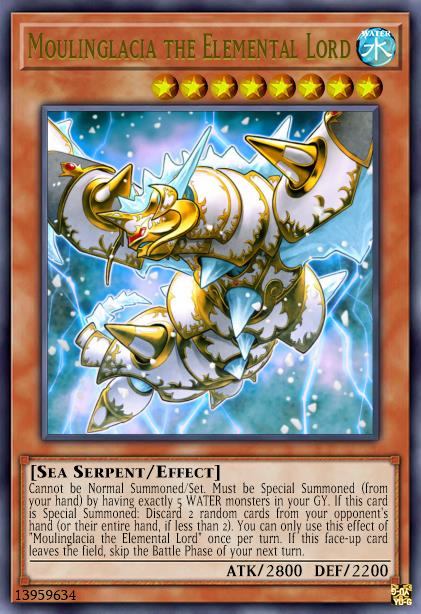 MOULINGLACIA THE ELEMENTAL LORD
WATER
水
[SEA SERPENT/EFFECT]
Cannot be Normal Summoned/Set. Must be Special Summoned (from
your hand) by having exactly 5 WATER monsters in your GY. If this card
is Special Summoned: Discard 2 random cards from your opponent's
hand (or their entire hand, if less than 2). You can only use this effect of
"Moulinglacia the Elemental Lord" once per turn. If this face-up card
leaves the field, skip the Battle Phase of your next turn.
ATK/2800 DEF/2200
13959634